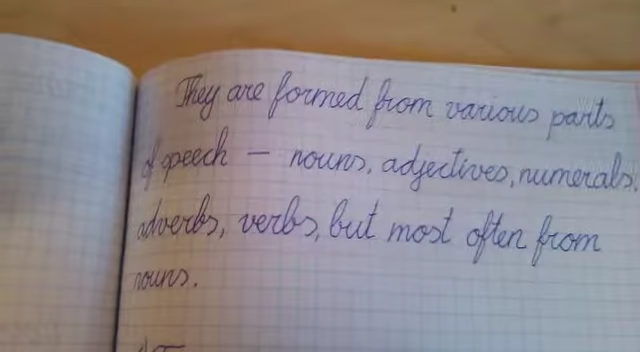 They are formed from various parts
of speech — nouns, adjectives, numerals,
adverbs, verbs, but most often from
nouns.